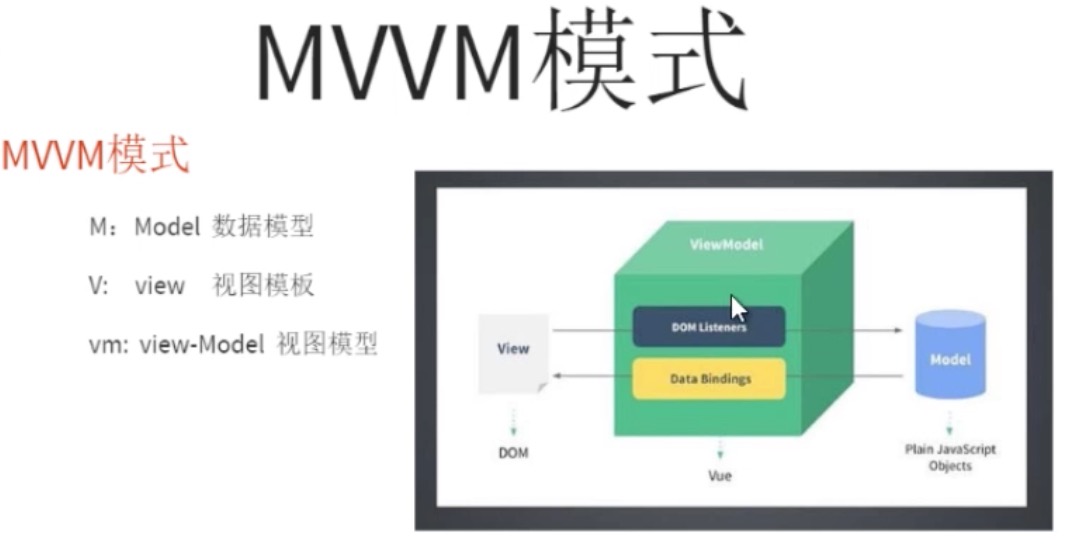 MVVM模式
MVVM模式
M：Model 数据模型
V: view 视图模板
vm: view-Model 视图模型
ViewModel
DOM Listeners
View
Model
Data Bindings
DOM
Vue
Plain JavaScript
Objects